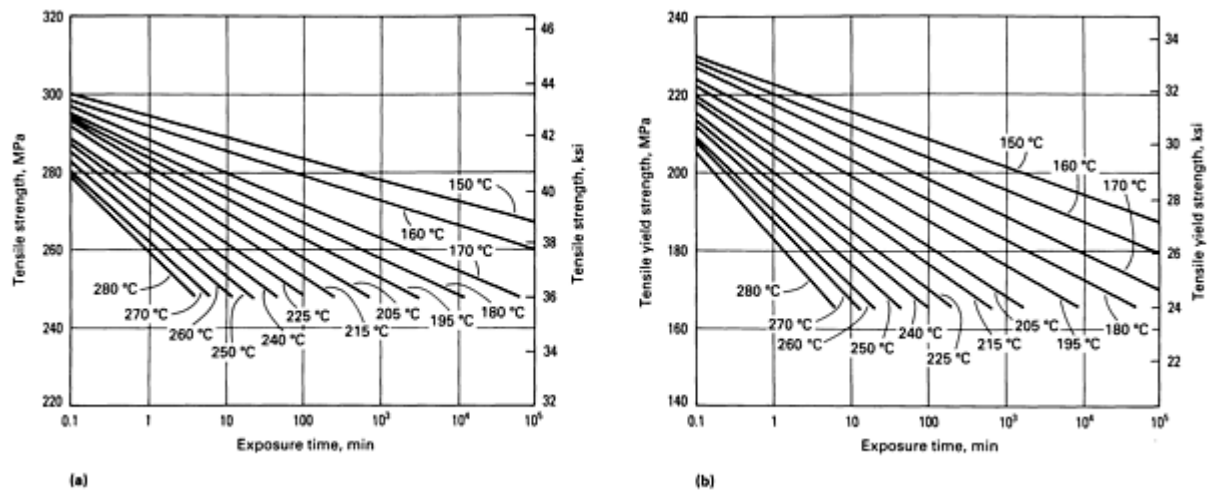 320
300
280
260
240
220
Tensile strength, MPa
46
44
42
40
38
36
34
32
Tensile strength, ksi
150 °C
160 °C
170 °C
280 °C
270 °C
260 °C
250 °C
240 °C
225 °C
215 °C
205 °C
195 °C
180 °C
0.1 1 10 100 10³ 10⁴ 10⁵
Exposure time, min
(a)
240
220
200
180
160
140
Tensile yield strength, MPa
34
32
30
28
26
24
22
Tensile yield strength, ksi
150 °C
160 °C
170 °C
280 °C
270 °C
260 °C
250 °C
240 °C
225 °C
215 °C
205 °C
195 °C
180 °C
0.1 1 10 100 10³ 10⁴ 10⁵
Exposure time, min
(b)